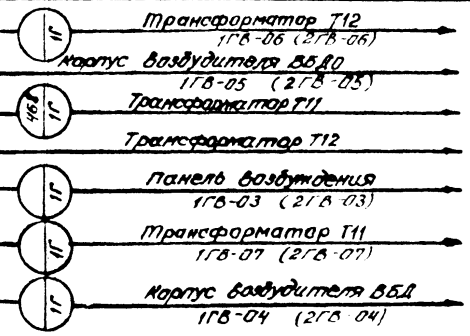 1Г
Трансформатор Т12
1ГВ-06 (2ГВ-06)
Корпус возбудителя ВБДО
1ГВ-05 (2ГВ-05)
1Г
Трансформатор Т11
Трансформатор Т12
1Г
Панель возбуждения
1ГВ-03 (2ГВ-03)
1Г
Трансформатор Т11
1ГВ-07 (2ГВ-07)
1Г
Корпус возбудителя ВБД
1ГВ-04 (2ГВ-04)